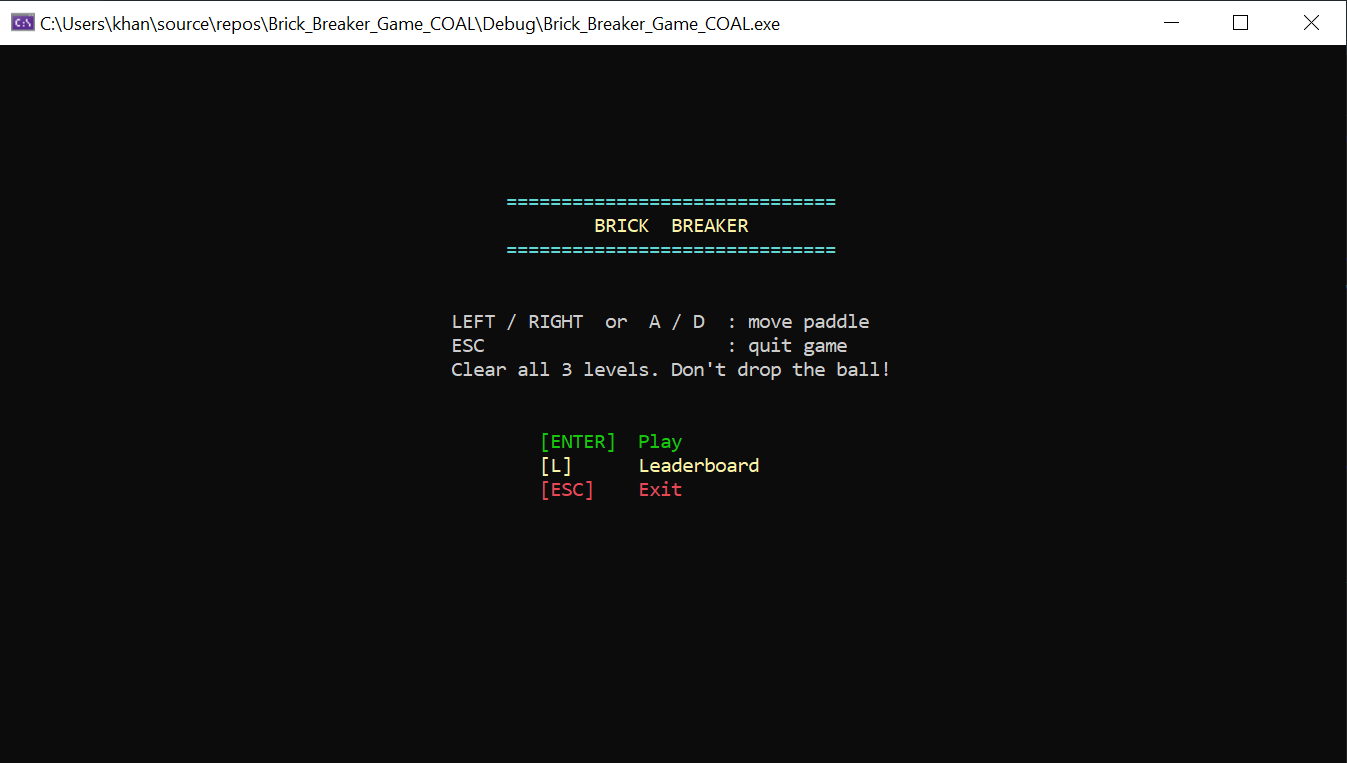 C:\Users\khan\source\repos\Brick_Breaker_Game_COAL\Debug\Brick_Breaker_Game_COAL.exe
==============================
BRICK  BREAKER
==============================
LEFT / RIGHT  or  A / D  : move paddle
ESC                      : quit game
Clear all 3 levels. Don't drop the ball!
[ENTER]  Play
[L]      Leaderboard
[ESC]    Exit